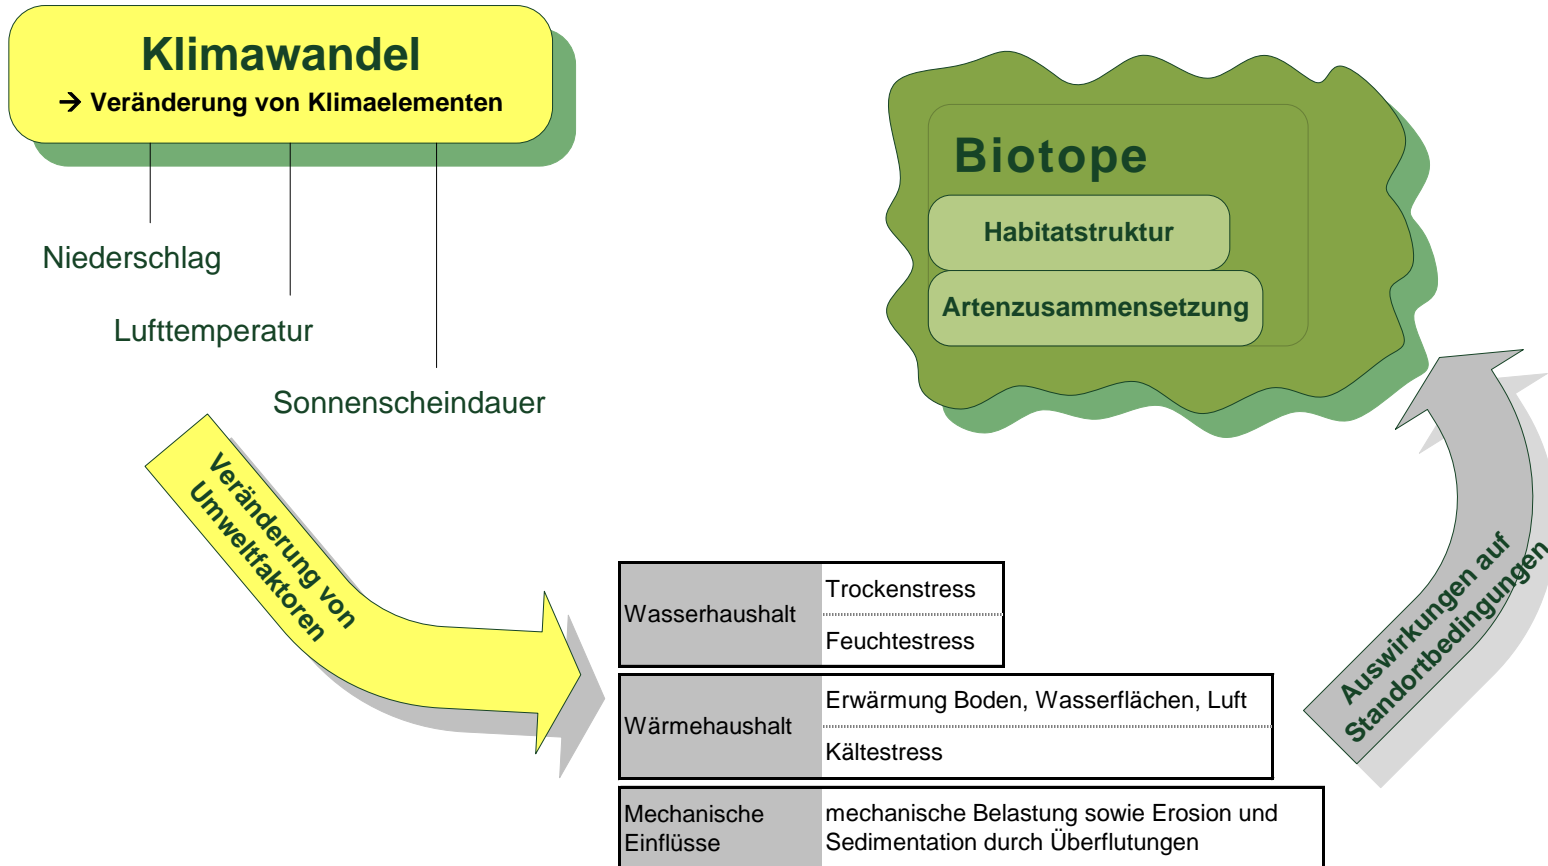 Klimawandel
→ Veränderung von Klimaelementen
Niederschlag
Lufttemperatur
Sonnenscheindauer
Veränderung von
Umweltfaktoren
Wasserhaushalt
Trockenstress
Feuchtestress
Wärmehaushalt
Erwärmung Boden, Wasserflächen, Luft
Kältestress
Mechanische
Einflüsse
mechanische Belastung sowie Erosion und
Sedimentation durch Überflutungen
Auswirkungen auf
Standortbedingungen
Biotope
Habitatstruktur
Artenzusammensetzung